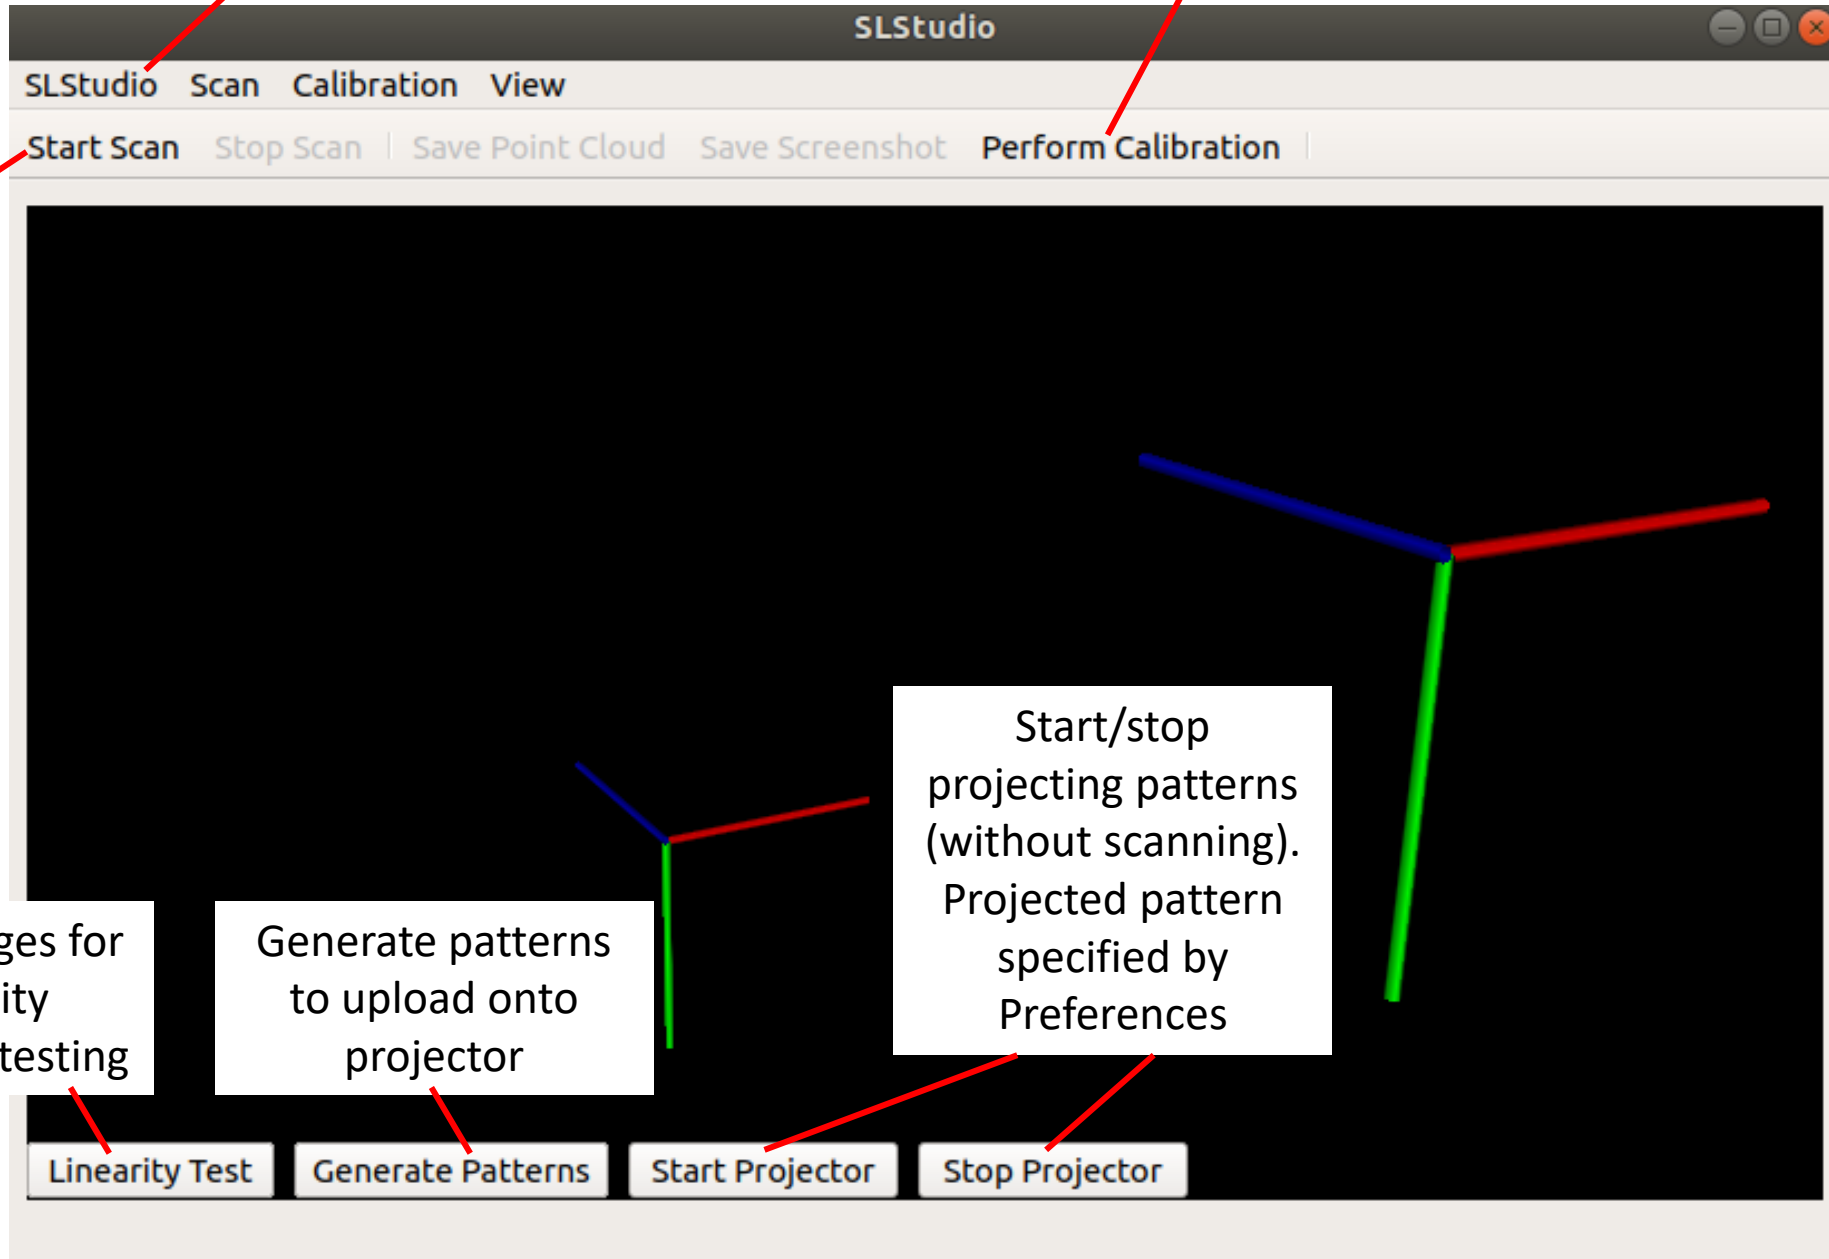 SLStudio
SLStudio Scan Calibration View
Start Scan Stop Scan Save Point Cloud Save Screenshot Perform Calibration
Start/stop
projecting patterns
(without scanning).
Projected pattern
specified by
Preferences
for
testing
Generate patterns
to upload onto
projector
Linearity Test Generate Patterns Start Projector Stop Projector